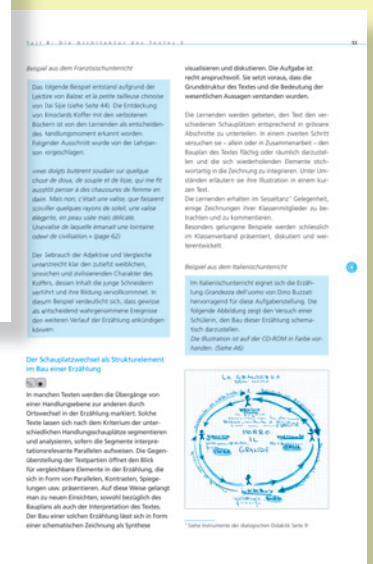 Teil B: Die Architektur des Textes
53
Beispiel aus dem Französischunterricht
Das folgende Beispiel entstand aufgrund der
Lektüre von Balzac et la petite tailleuse chinoise
von Dai Sijie (siehe Seite 44). Die Entdeckung
von Binoclards Koffer mit den verbotenen
Büchern ist von den Lernenden als entscheiden-
des Handlungsmoment erkannt worden.
Folgender Ausschnitt wurde von der Lehrper-
son vorgeschlagen:
«mes doigts butèrent soudain sur quelque
chose de doux, de souple et de lisse, qui me fit
aussitôt penser à des chaussures de femme en
daim. Mais non, c'était une valise, que faisaient
scintiller quelques rayons de soleil, une valise
élégante, en peau usée mais délicate.
Une valise de laquelle émanait une lointaine
odeur de civilisation.» (page 62)
Der Gebrauch der Adjektive und Vergleiche
unterstreicht klar den zutiefst weiblichen,
sinnlichen und zivilisierenden Charakter des
Koffers, dessen Inhalt die junge Schneiderin
verführt und ihre Bildung vervollkommnet. In
diesem Beispiel verdeutlicht sich, dass gewisse
als entscheidend wahrgenommene Ereignisse
den weiteren Verlauf der Erzählung ankündigen
können.
Der Schauplatzwechsel als Strukturelement
im Bau einer Erzählung
In manchen Texten werden die Übergänge von
einer Handlungsebene zur anderen durch
Ortswechsel in der Erzählung markiert. Solche
Texte lassen sich nach dem Kriterium der unter-
schiedlichen Handlungsschauplätze segmentieren
und analysieren, sofern die Segmente interpre-
tationsrelevante Parallelen aufweisen. Die Gegen-
überstellung der Textpartien öffnet den Blick
für vergleichbare Elemente in der Erzählung, die
sich in Form von Parallelen, Kontrasten, Spiege-
lungen usw. präsentieren. Auf diese Weise gelangt
man zu neuen Einsichten, sowohl bezüglich des
Bauplans als auch der Interpretation des Textes.
Der Bau einer solchen Erzählung lässt sich in Form
einer schematischen Zeichnung als Synthese
visualisieren und diskutieren. Die Aufgabe ist
recht anspruchsvoll. Sie setzt voraus, dass die
Grundstruktur des Textes und die Bedeutung der
wesentlichen Aussagen verstanden wurden.
Die Lernenden werden gebeten, den Text den ver-
schiedenen Schauplätzen entsprechend in grössere
Abschnitte zu unterteilen. In einem zweiten Schritt
versuchen sie – allein oder in Zusammenarbeit – den
Bauplan des Textes flächig oder räumlich darzustel-
len und die sich wiederholenden Elemente stich-
wortartig in die Zeichnung zu integrieren. Unter Um-
ständen erläutern sie ihre Illustration in einem kur-
zen Text.
Die Lernenden erhalten im Sesseltanz¹ Gelegenheit,
einige Zeichnungen ihrer Klassenmitglieder zu be-
trachten und zu kommentieren.
Besonders gelungene Beispiele werden schliesslich
im Klassenverband präsentiert, diskutiert und wei-
terentwickelt.
Beispiel aus dem Italienischunterricht
Im Italienischunterricht eignet sich die Erzäh-
lung Grandezza dell'uomo von Dino Buzzati
hervorragend für diese Aufgabenstellung. Die
folgende Abbildung zeigt den Versuch einer
Schülerin, den Bau dieser Erzählung schema-
tisch darzustellen.
Die Illustration ist auf der CD-ROM in Farbe vor-
handen. (Siehe A6)
LA GRANDEZZA
MORRO
IL
GRANDE
¹ Siehe Instrumente der dialogischen Didaktik Seite 9